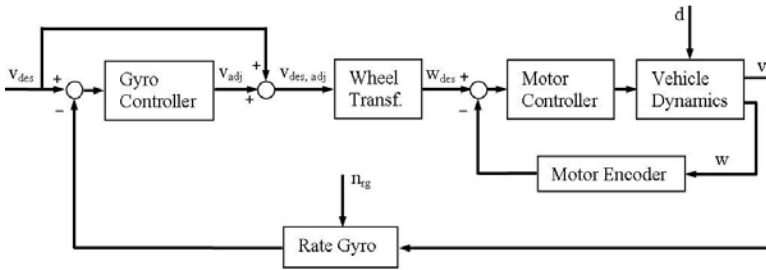 d
v_des
+
−
Gyro
Controller
v_adj
+
+
v_des, adj
Wheel
Transf.
w_des
+
−
Motor
Controller
Vehicle
Dynamics
v
w
Motor Encoder
n_rg
Rate Gyro